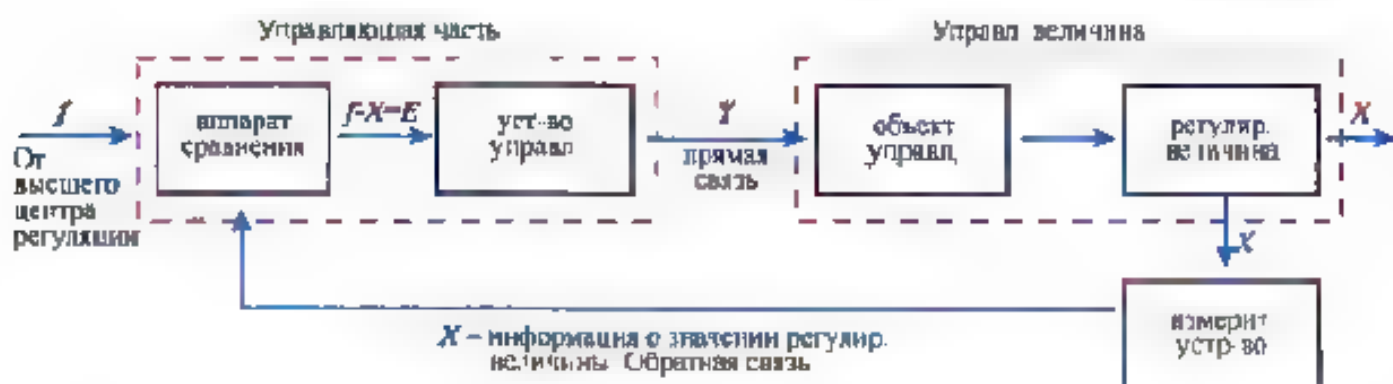 Управляющая часть
Управл величина
f
От
высшего
центра
регуляции
аппарат
сравнения
f-X=E
уст-во
управл
Y
прямая
связь
объект
управл,
регулир.
величина
X
X
измерит
устр-во
X – информация о значении регулир.
величины Обратная связь